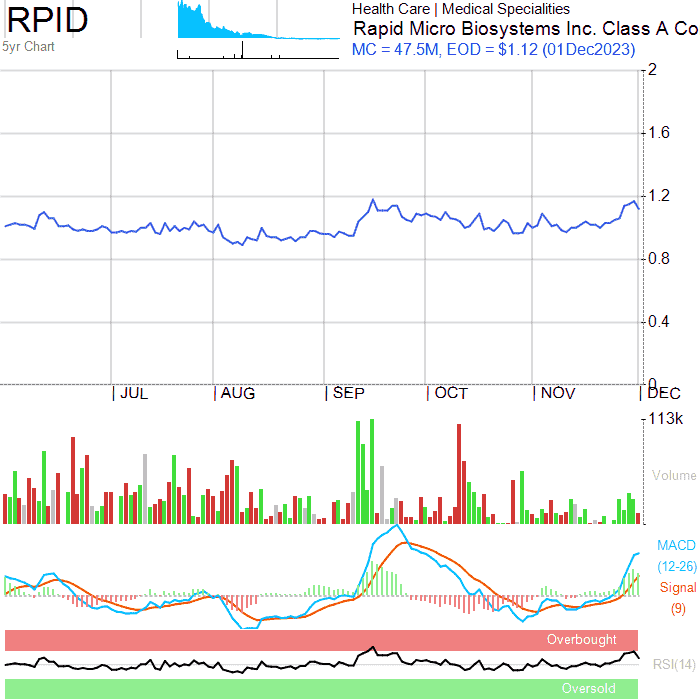 RPID
5yr Chart
Health Care | Medical Specialities
Rapid Micro Biosystems Inc. Class A Co
MC = 47.5M, EOD = $1.12 (01Dec2023)
2
1.6
1.2
0.8
0.4
0
JUL AUG SEP OCT NOV DEC
113k
Volume
MACD
(12-26)
Signal
(9)
Overbought
RSI(14)
Oversold